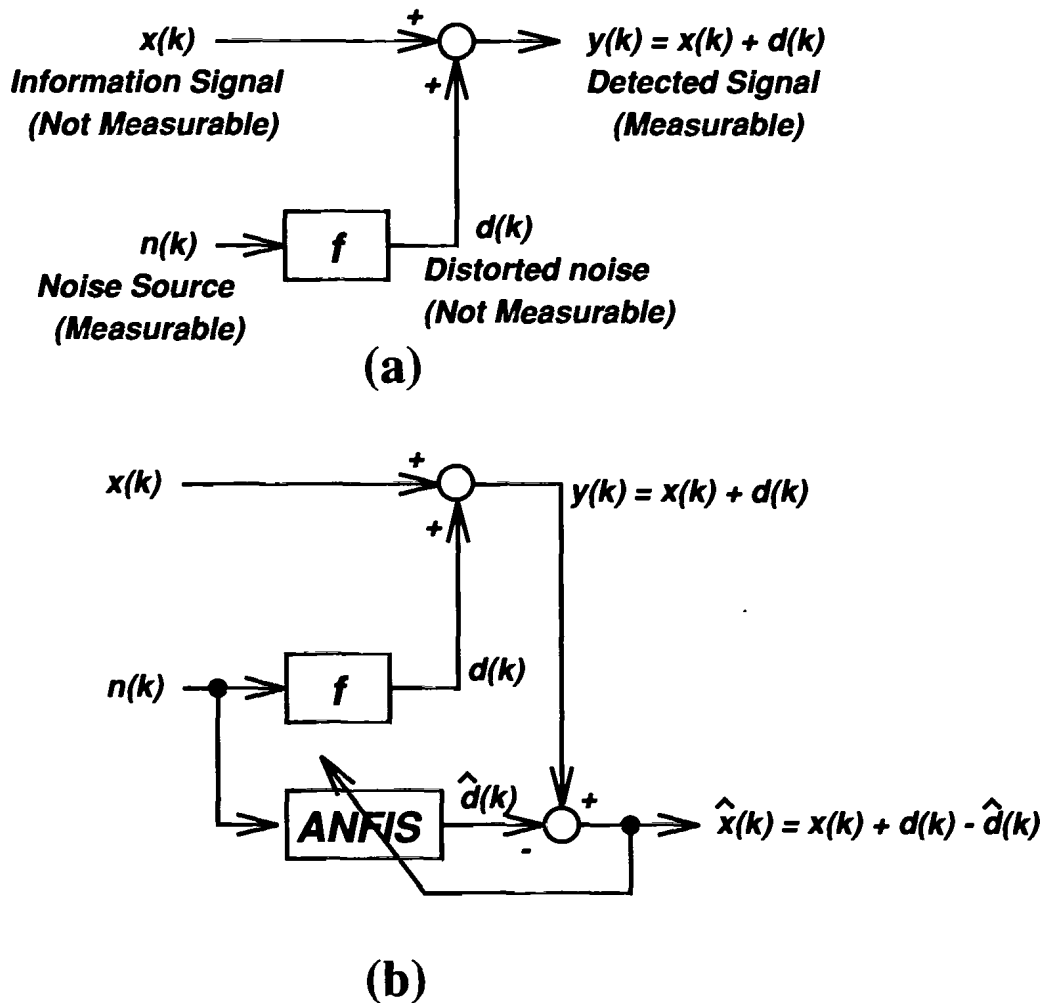 +
x(k)
y(k) = x(k) + d(k)
Information Signal
+
Detected Signal
(Not Measurable)
(Measurable)
n(k)
f
d(k)
Noise Source
Distorted noise
(Measurable)
(Not Measurable)
(a)
+
x(k)
y(k) = x(k) + d(k)
+
n(k)
f
d(k)
ANFIS
d̂(k)
+
-
x̂(k) = x(k) + d(k) - d̂(k)
(b)